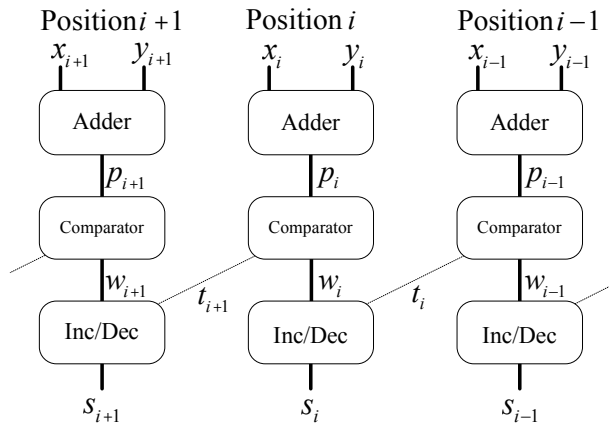 Position i + 1 Position i Position i − 1
x_{i+1} y_{i+1} x_i y_i x_{i−1} y_{i−1}
Adder Adder Adder
p_{i+1} p_i p_{i−1}
Comparator Comparator Comparator
w_{i+1} w_i w_{i−1}
t_{i+1} t_i
Inc/Dec Inc/Dec Inc/Dec
s_{i+1} s_i s_{i−1}